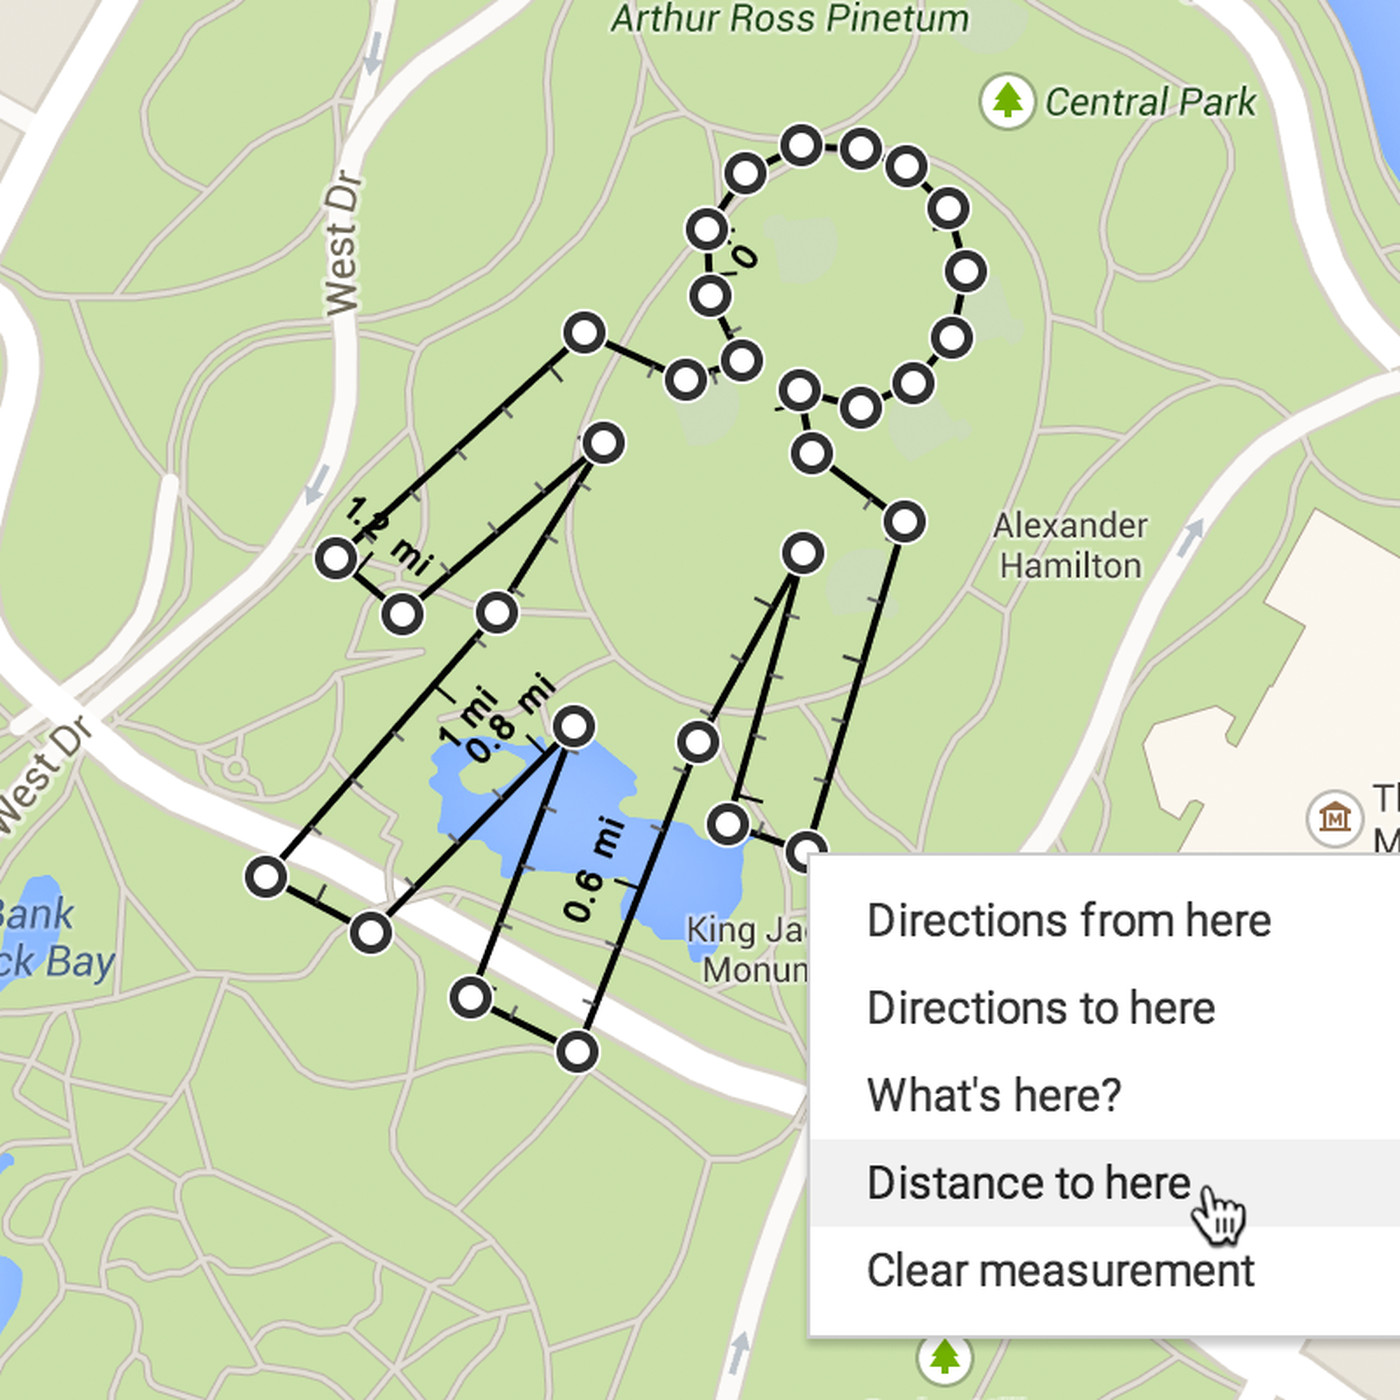 Arthur Ross Pinetum
Central Park
West Dr
0
1.2 mi
Alexander
Hamilton
1 mi
0.8 mi
West Dr
0.6 mi
Bank
ck Bay
King Ja
Monun
Directions from here
Directions to here
What's here?
Distance to here
Clear measurement